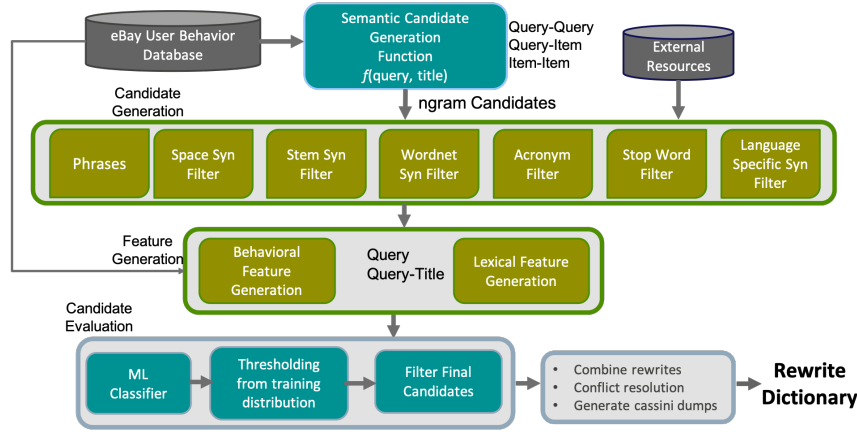 eBay User Behavior
Database
Semantic Candidate
Generation
Function
f(query, title)
Query-Query
Query-Item
Item-Item
External
Resources
Candidate
Generation
ngram Candidates
Phrases
Space Syn
Filter
Stem Syn
Filter
Wordnet
Syn Filter
Acronym
Filter
Stop Word
Filter
Language
Specific Syn
Filter
Feature
Generation
Behavioral
Feature
Generation
Query
Query-Title
Lexical Feature
Generation
Candidate
Evaluation
ML
Classifier
Thresholding
from training
distribution
Filter Final
Candidates
• Combine rewrites
• Conflict resolution
• Generate cassini dumps
Rewrite
Dictionary